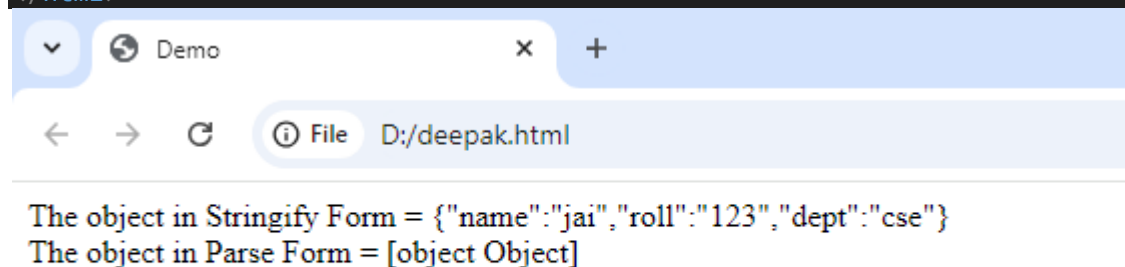 Demo
File D:/deepak.html
The object in Stringify Form = {"name":"jai","roll":"123","dept":"cse"}
The object in Parse Form = [object Object]